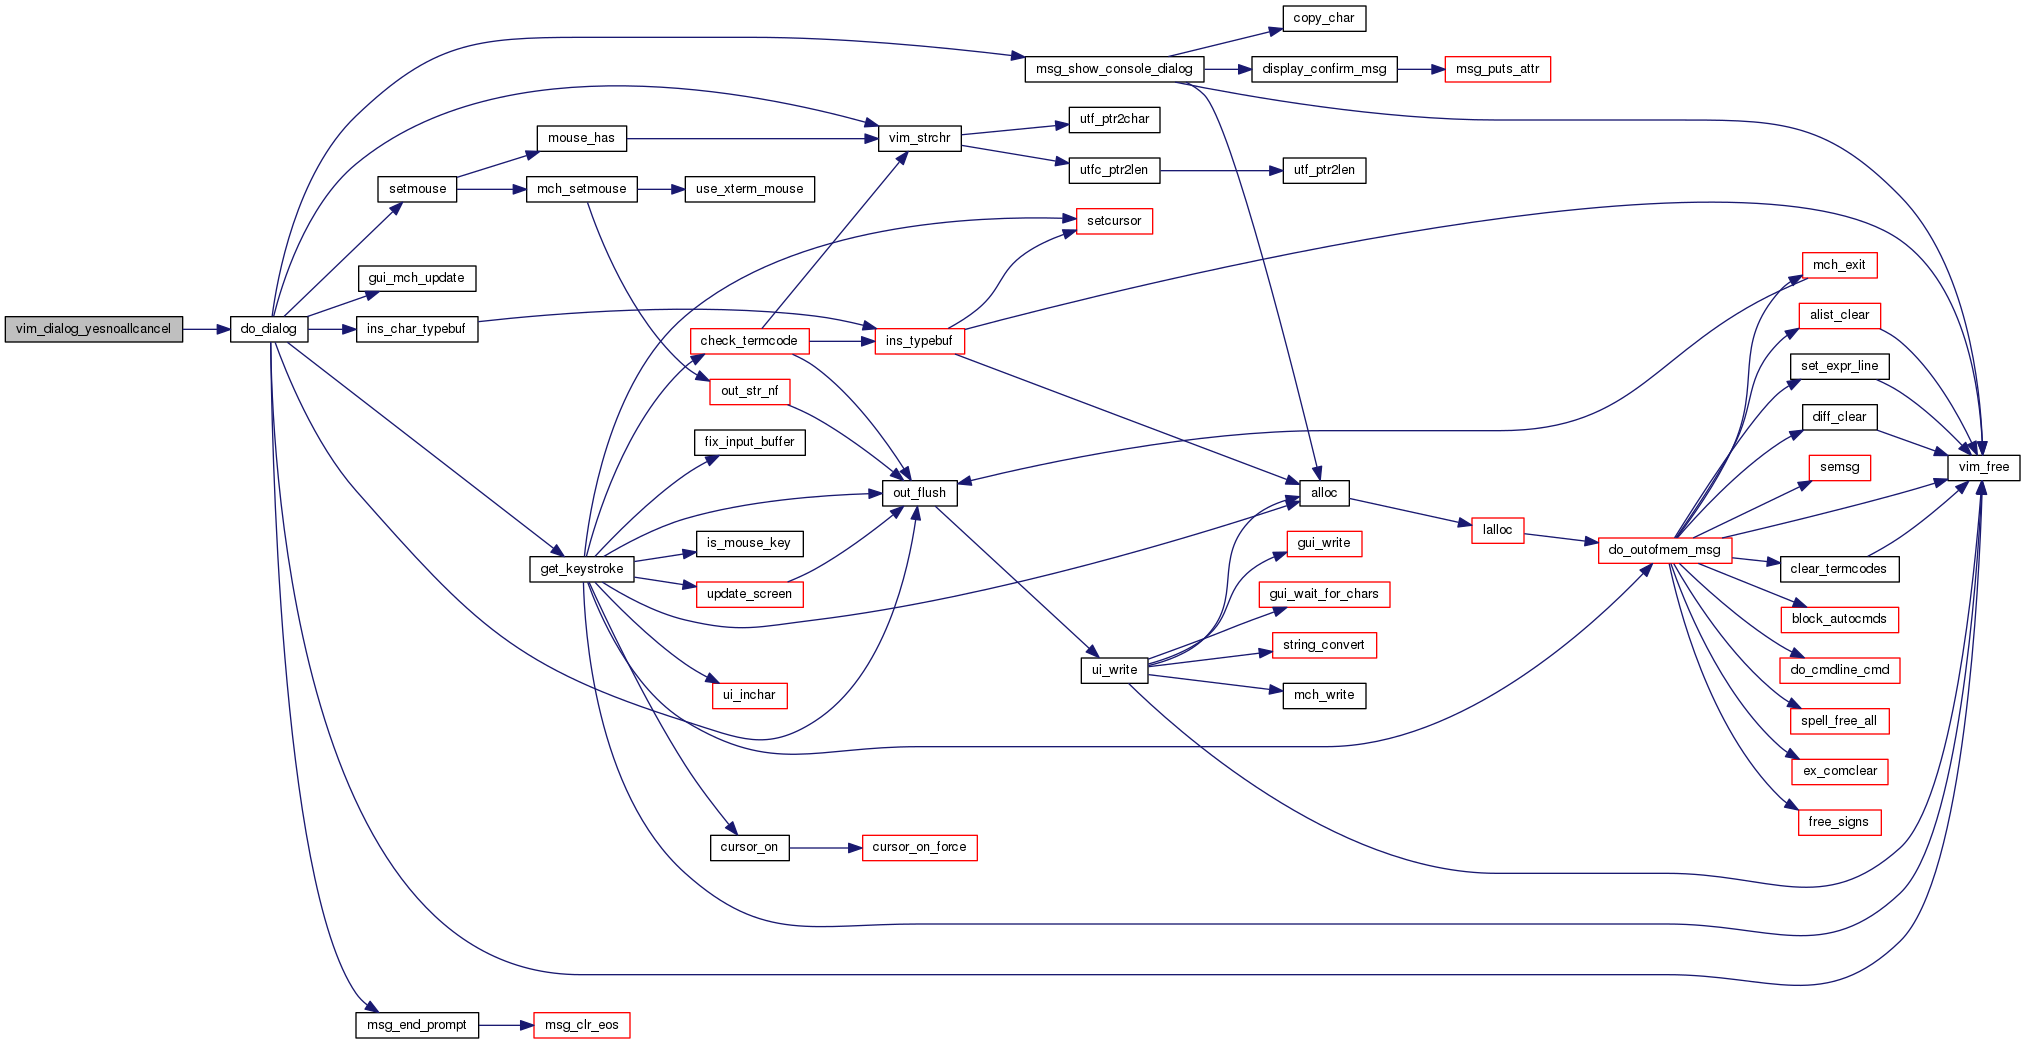 copy_char
msg_show_console_dialog
display_confirm_msg
msg_puts_attr
utf_ptr2char
mouse_has
vim_strchr
utfc_ptr2len
utf_ptr2len
setmouse
mch_setmouse
use_xterm_mouse
setcursor
gui_mch_update
mch_exit
vim_dialog_yesnoallcancel
do_dialog
ins_char_typebuf
check_termcode
ins_typebuf
alist_clear
set_expr_line
out_str_nf
diff_clear
fix_input_buffer
semsg
vim_free
out_flush
alloc
lalloc
is_mouse_key
gui_write
do_outofmem_msg
get_keystroke
clear_termcodes
update_screen
gui_wait_for_chars
block_autocmds
string_convert
ui_write
do_cmdline_cmd
ui_inchar
mch_write
spell_free_all
ex_comclear
free_signs
cursor_on
cursor_on_force
msg_end_prompt
msg_clr_eos